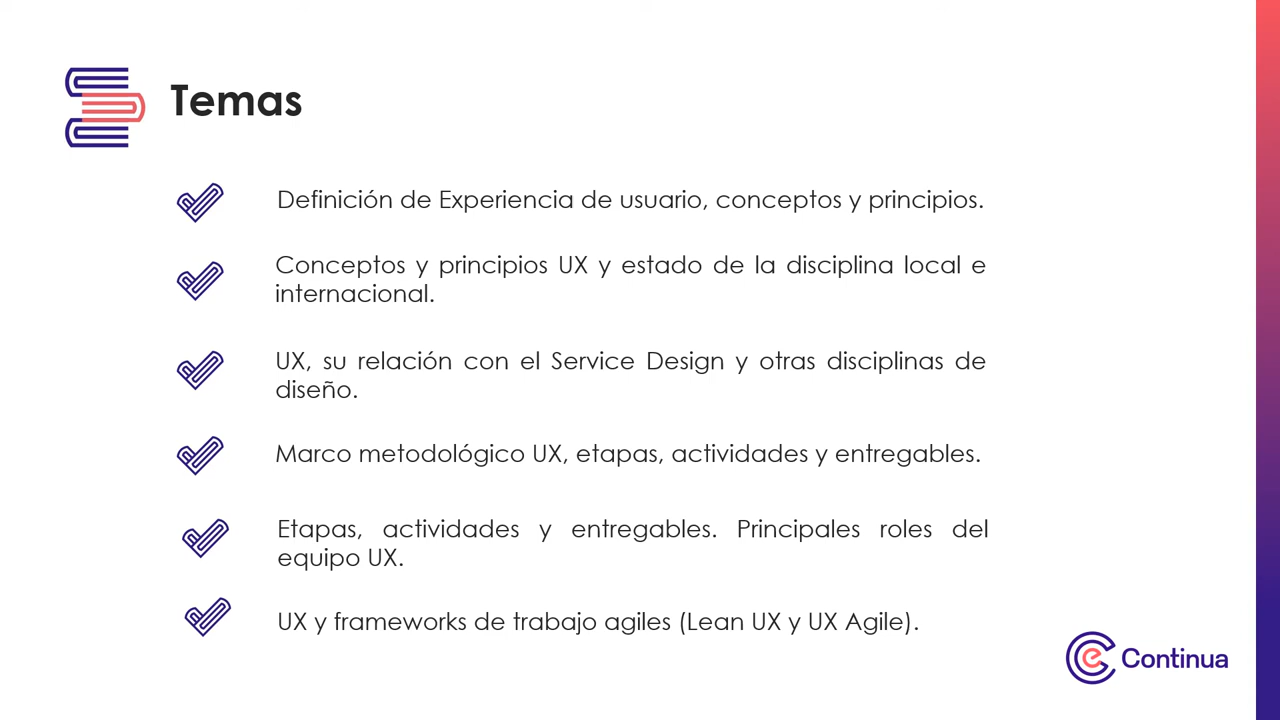 Temas
Definición de Experiencia de usuario, conceptos y principios.
Conceptos y principios UX y estado de la disciplina local e
internacional.
UX, su relación con el Service Design y otras disciplinas de
diseño.
Marco metodológico UX, etapas, actividades y entregables.
Etapas, actividades y entregables. Principales roles del
equipo UX.
UX y frameworks de trabajo agiles (Lean UX y UX Agile).
Continua